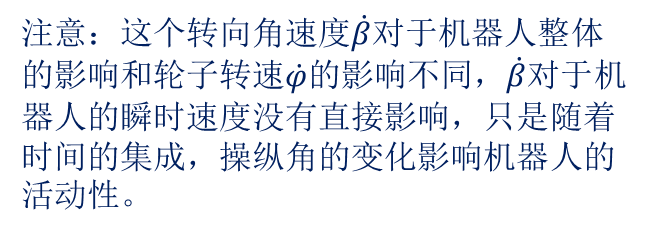 注意：这个转向角速度β̇对于机器人整体
的影响和轮子转速φ̇的影响不同，β̇对于机
器人的瞬时速度没有直接影响，只是随着
时间的集成，操纵角的变化影响机器人的
活动性。